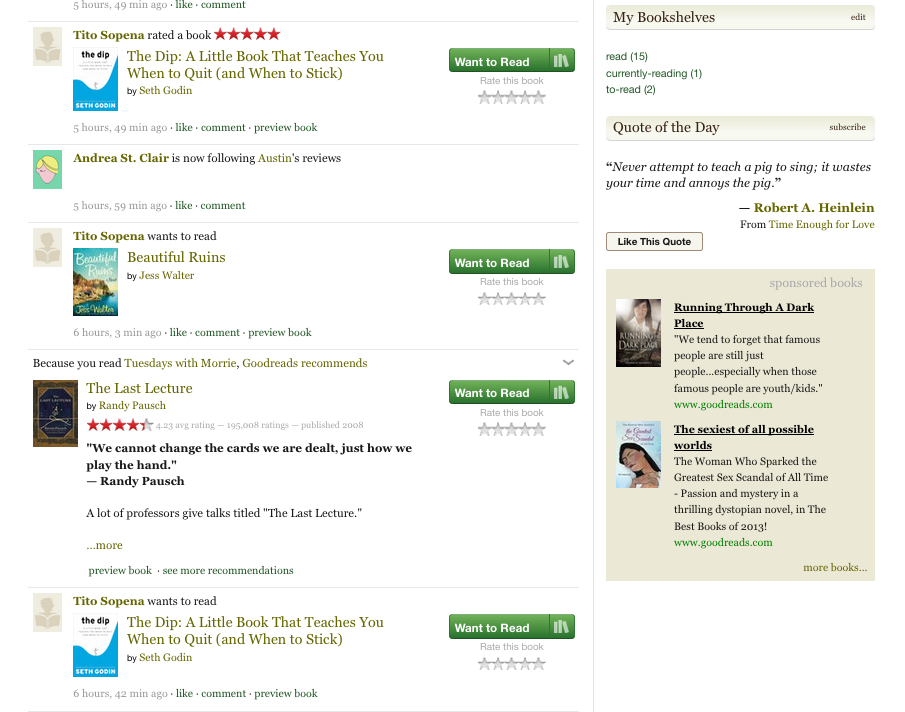 5 hours, 49 min ago · like · comment
Tito Sopena rated a book
the dip
SETH GODIN
The Dip: A Little Book That Teaches You
When to Quit (and When to Stick)
by Seth Godin
Want to Read
Rate this book
5 hours, 49 min ago · like · comment · preview book
Andrea St. Clair is now following Austin's reviews
5 hours, 59 min ago · like · comment
Tito Sopena wants to read
Beautiful
Ruins
Jess Walter
Beautiful Ruins
by Jess Walter
Want to Read
Rate this book
6 hours, 3 min ago · like · comment · preview book
Because you read Tuesdays with Morrie, Goodreads recommends
The Last Lecture
by Randy Pausch
4.23 avg rating — 195,008 ratings — published 2008
Want to Read
Rate this book
"We cannot change the cards we are dealt, just how we
play the hand."
— Randy Pausch
A lot of professors give talks titled "The Last Lecture."
...more
preview book · see more recommendations
Tito Sopena wants to read
the dip
SETH GODIN
The Dip: A Little Book That Teaches You
When to Quit (and When to Stick)
by Seth Godin
Want to Read
Rate this book
6 hours, 42 min ago · like · comment · preview book
My Bookshelves
edit
read (15)
currently-reading (1)
to-read (2)
Quote of the Day
subscribe
“Never attempt to teach a pig to sing; it wastes
your time and annoys the pig.”
— Robert A. Heinlein
From Time Enough for Love
Like This Quote
sponsored books
Running Through A Dark
Place
"We tend to forget that famous
people are still just
people...especially when those
famous people are youth/kids."
www.goodreads.com
The sexiest of all possible
worlds
The Woman Who Sparked the
Greatest Sex Scandal of All Time
- Passion and mystery in a
thrilling dystopian novel, in The
Best Books of 2013!
www.goodreads.com
more books...